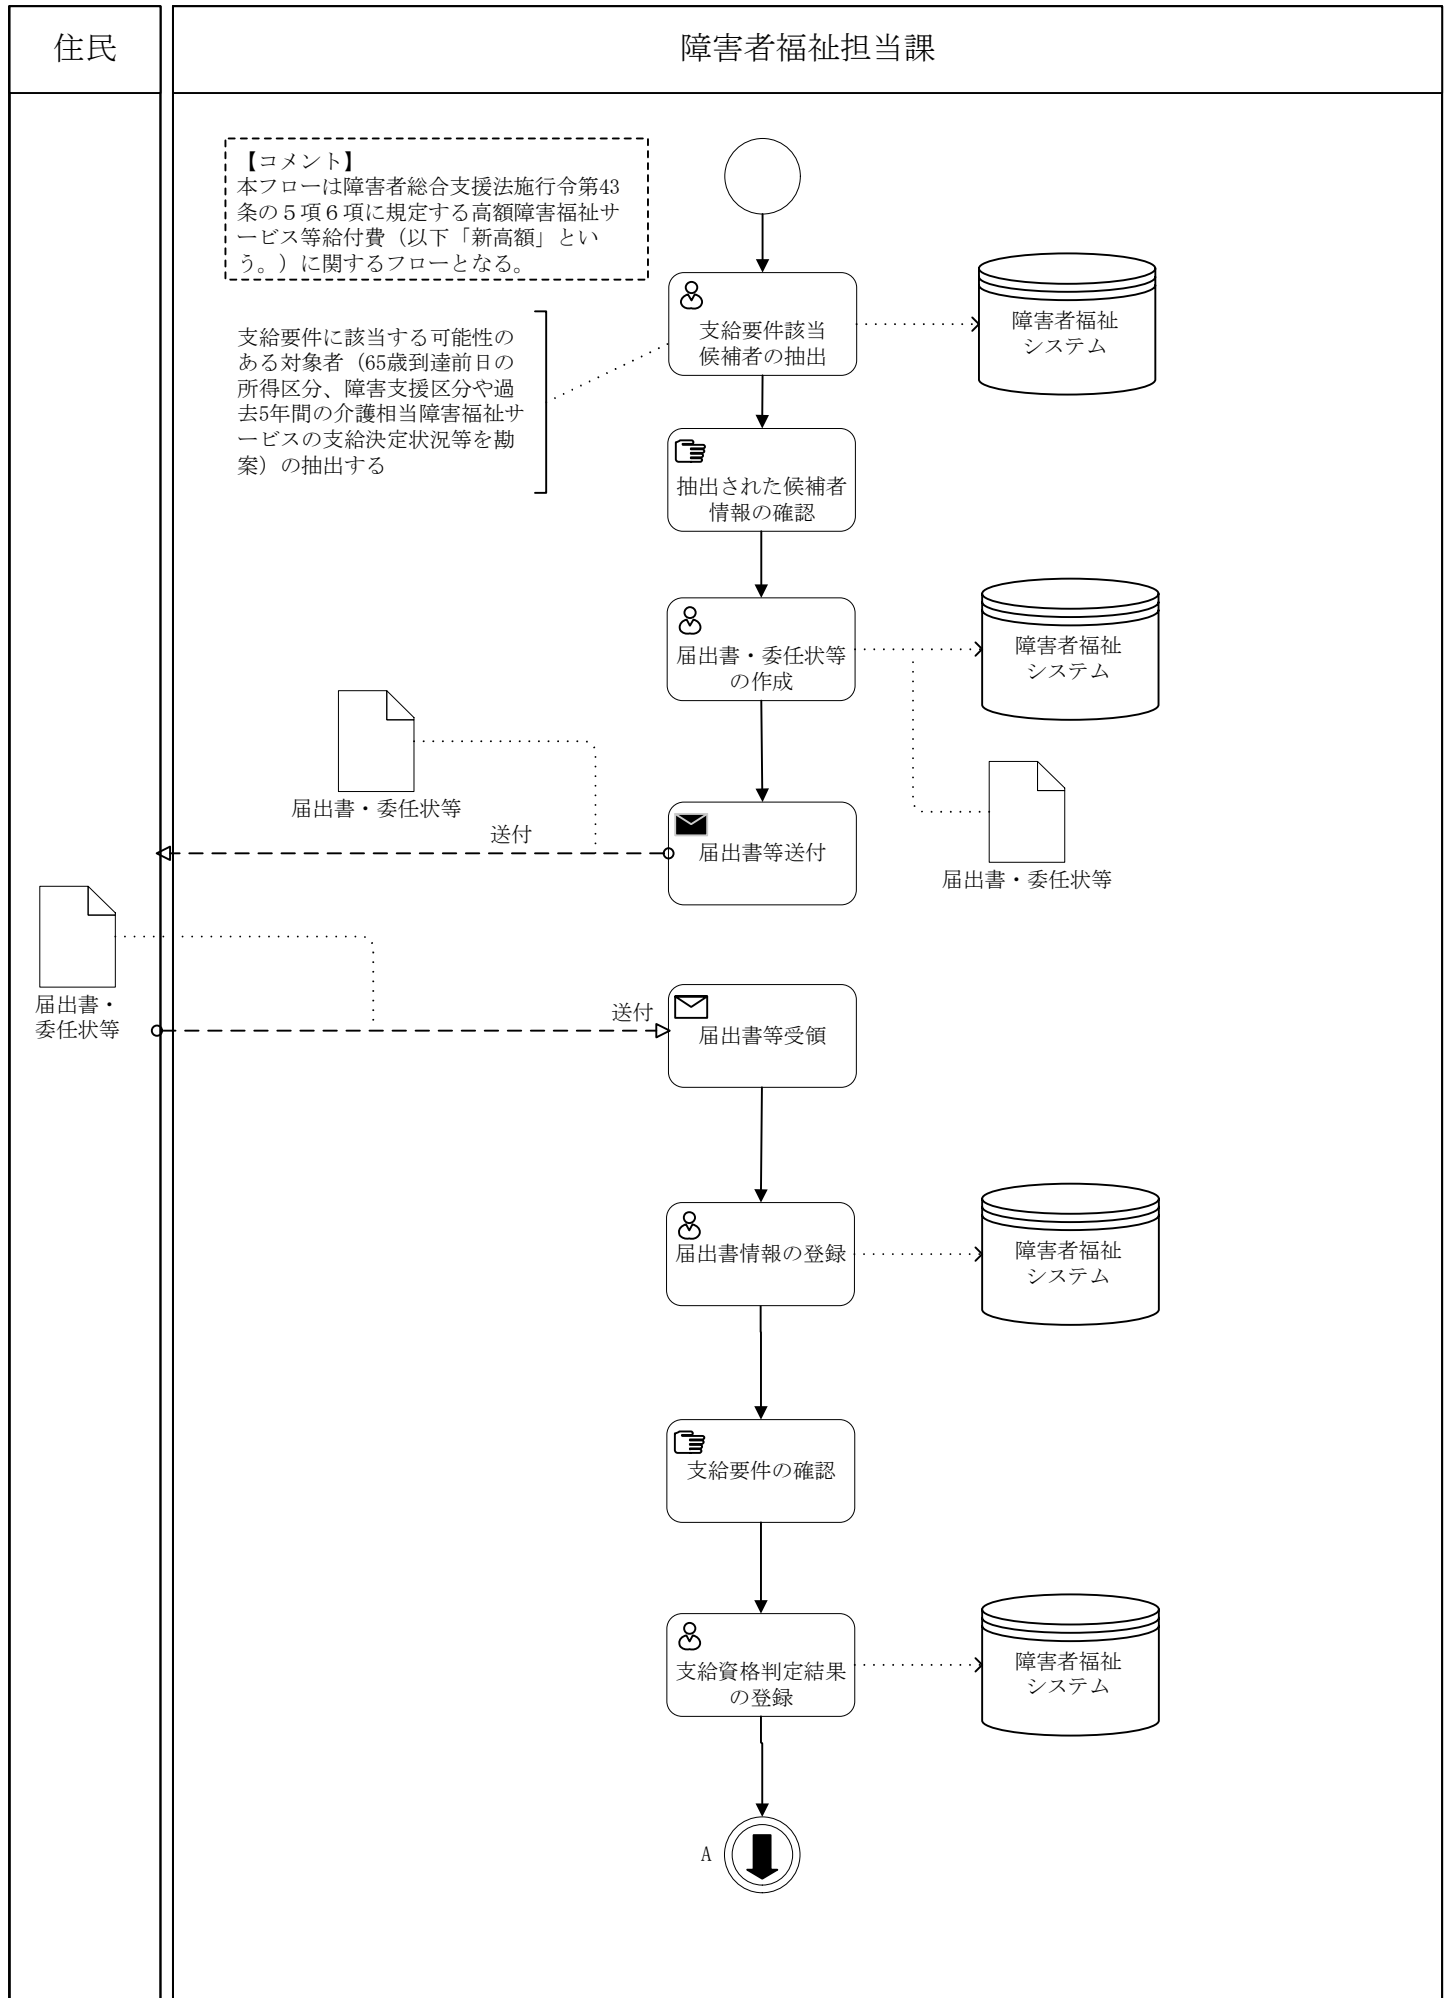 住民
障害者福祉担当課
【コメント】
本フローは障害者総合支援法施行令第43
条の５項６項に規定する高額障害福祉サ
ービス等給付費（以下「新高額」とい
う。）に関するフローとなる。
支給要件該当
候補者の抽出
障害者福祉
システム
支給要件に該当する可能性の
ある対象者（65歳到達前日の
所得区分、障害支援区分や過
去5年間の介護相当障害福祉サ
ービスの支給決定状況等を勘
案）の抽出する
抽出された候補者
情報の確認
届出書・委任状等
の作成
障害者福祉
システム
届出書・委任状等
送付
届出書等送付
届出書・委任状等
届出書・
委任状等
送付
届出書等受領
届出書情報の登録
障害者福祉
システム
支給要件の確認
支給資格判定結果
の登録
障害者福祉
システム
A